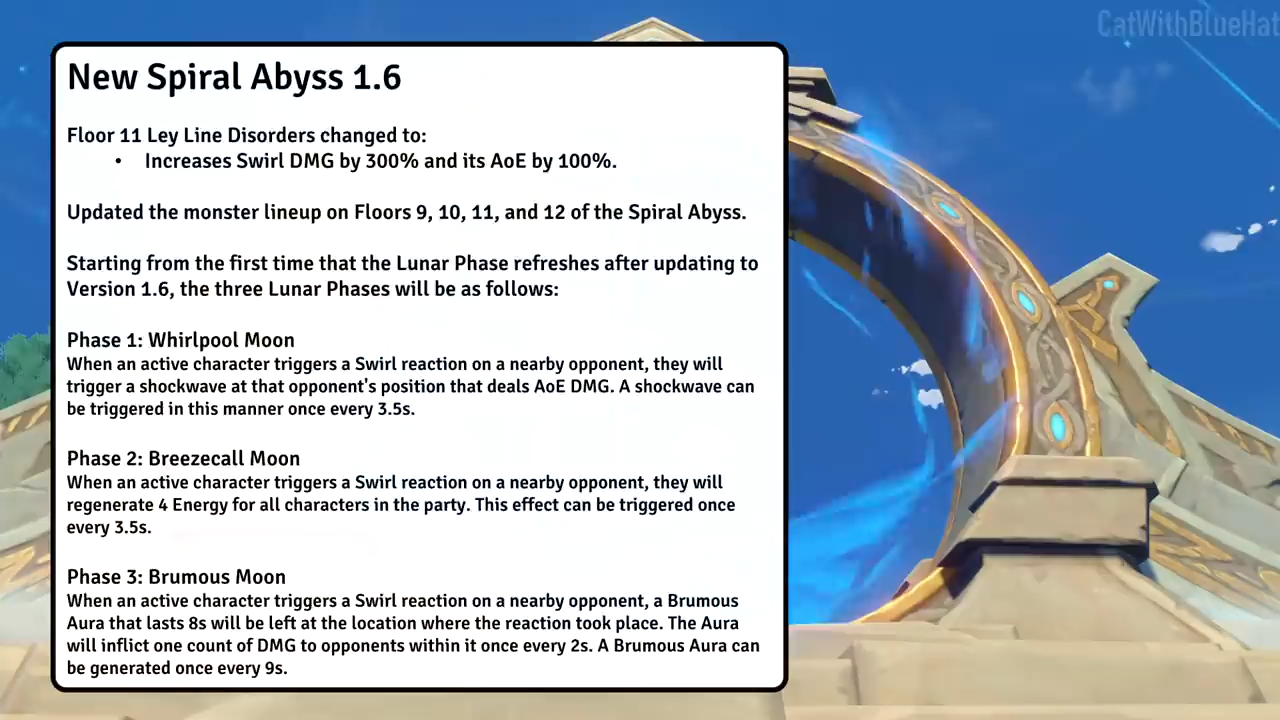 CatWithBlueHat
New Spiral Abyss 1.6
Floor 11 Ley Line Disorders changed to:
• Increases Swirl DMG by 300% and its AoE by 100%.
Updated the monster lineup on Floors 9, 10, 11, and 12 of the Spiral Abyss.
Starting from the first time that the Lunar Phase refreshes after updating to
Version 1.6, the three Lunar Phases will be as follows:
Phase 1: Whirlpool Moon
When an active character triggers a Swirl reaction on a nearby opponent, they will
trigger a shockwave at that opponent's position that deals AoE DMG. A shockwave can
be triggered in this manner once every 3.5s.
Phase 2: Breezecall Moon
When an active character triggers a Swirl reaction on a nearby opponent, they will
regenerate 4 Energy for all characters in the party. This effect can be triggered once
every 3.5s.
Phase 3: Brumous Moon
When an active character triggers a Swirl reaction on a nearby opponent, a Brumous
Aura that lasts 8s will be left at the location where the reaction took place. The Aura
will inflict one count of DMG to opponents within it once every 2s. A Brumous Aura can
be generated once every 9s.